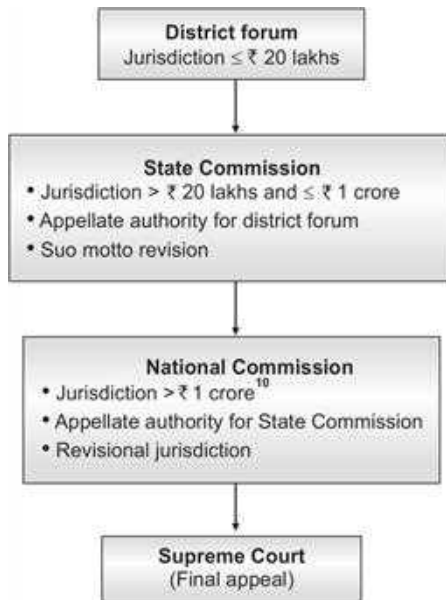 District forum
Jurisdiction ≤ ₹ 20 lakhs
State Commission
• Jurisdiction > ₹ 20 lakhs and ≤ ₹ 1 crore
• Appellate authority for district forum
• Suo motto revision
National Commission
• Jurisdiction > ₹ 1 crore¹⁰
• Appellate authority for State Commission
• Revisional jurisdiction
Supreme Court
(Final appeal)